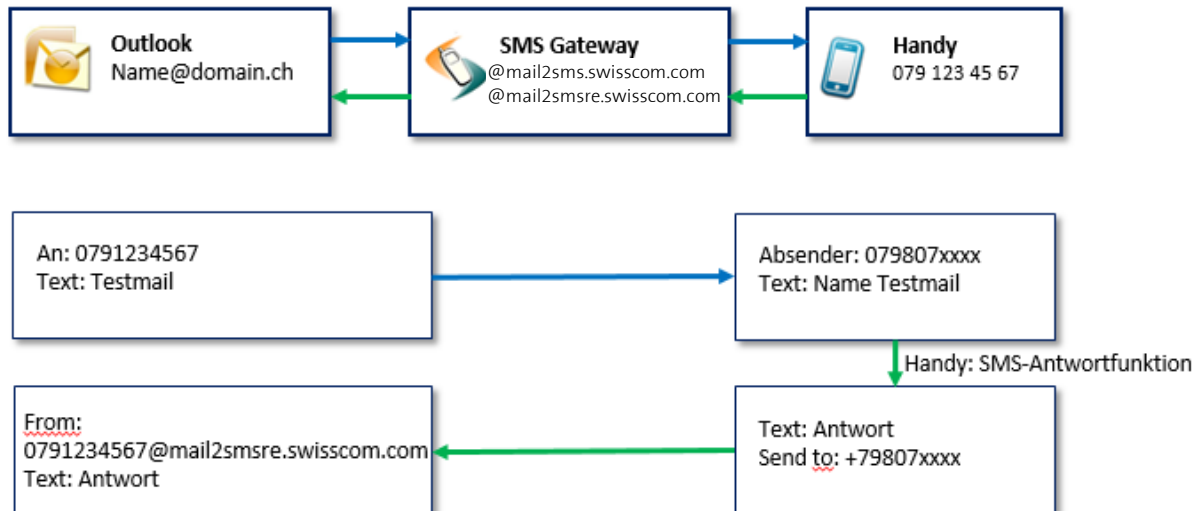 Outlook
Name@domain.ch
SMS Gateway
@mail2sms.swisscom.com
@mail2smsre.swisscom.com
Handy
079 123 45 67
An: 0791234567
Text: Testmail
Absender: 079807xxxx
Text: Name Testmail
Handy: SMS-Antwortfunktion
From:
0791234567@mail2smsre.swisscom.com
Text: Antwort
Text: Antwort
Send to: +79807xxxx